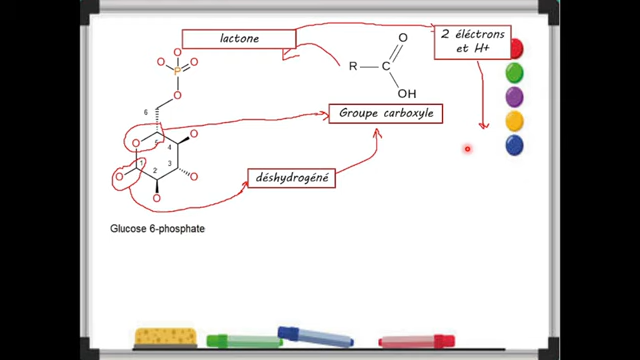 lactone
2 éléctrons
et H+
O
O
O P O
R C
O
OH
6
Groupe carboxyle
O 5 4 O
1
O 2 3 O
déshydrogéné
O
Glucose 6-phosphate